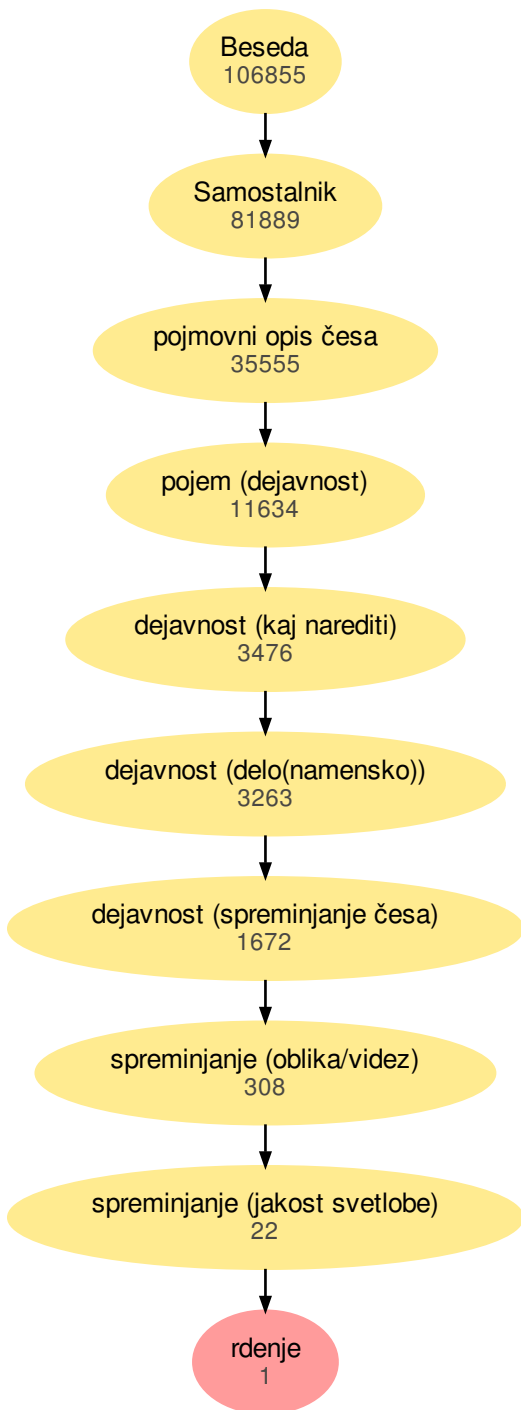 Beseda
106855
Samostalnik
81889
pojmovni opis česa
35555
pojem (dejavnost)
11634
dejavnost (kaj narediti)
3476
dejavnost (delo(namensko))
3263
dejavnost (spreminjanje česa)
1672
spreminjanje (oblika/videz)
308
spreminjanje (jakost svetlobe)
22
rdenje
1